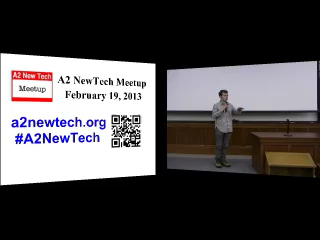 A2 New Tech
Meetup
A2 NewTech Meetup
February 19, 2013
a2newtech.org
#A2NewTech